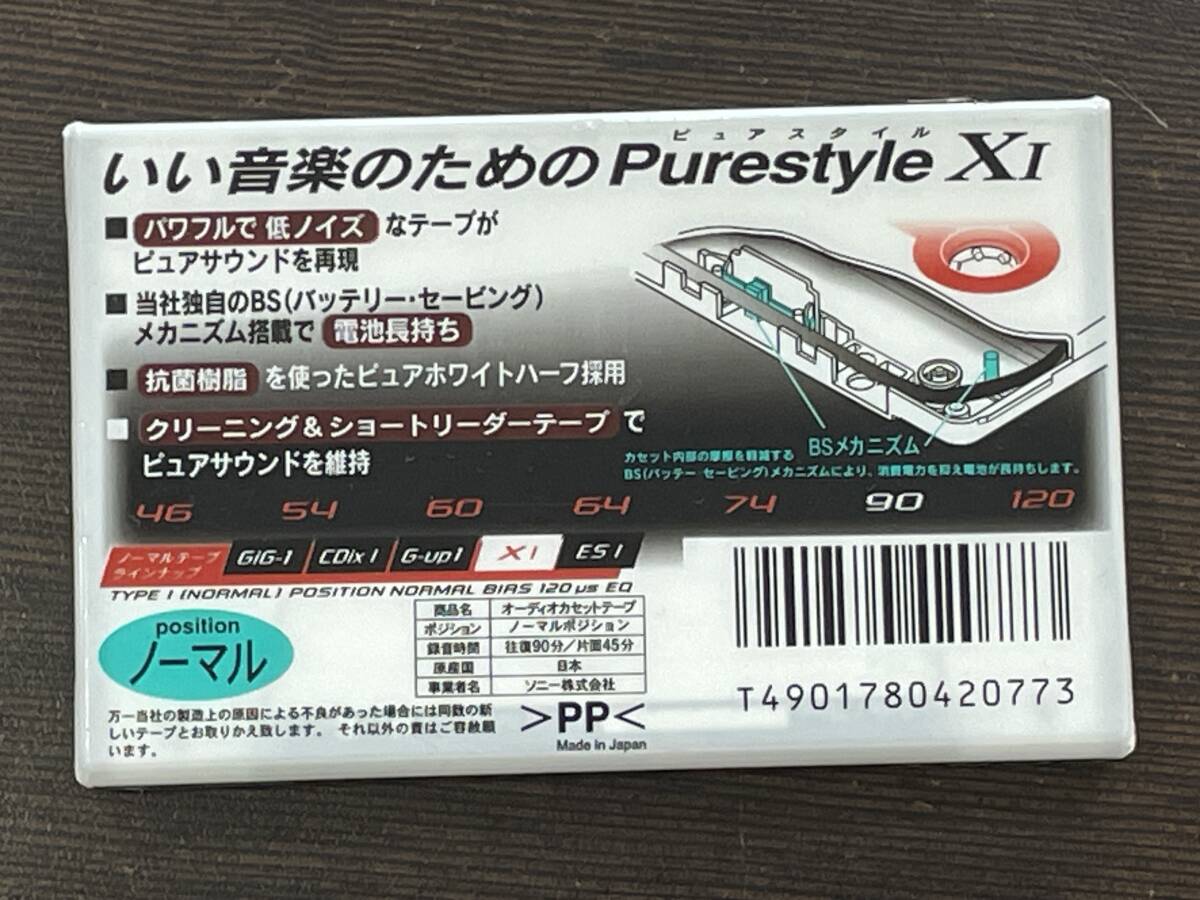 ピュアスタイル
いい音楽のための Purestyle XI
■ パワフルで 低ノイズ なテープが
ピュアサウンドを再現
■ 当社独自のBS(バッテリー・セービング)
メカニズム搭載で 電池長持ち
■ 抗菌樹脂 を使ったピュアホワイトハーフ採用
■ クリーニング&ショートリーダーテープ で
ピュアサウンドを維持
BSメカニズム
カセット内部の摩擦を軽減する
BS(バッテー セービング)メカニズムにより、消費電力を抑え電池が長持ちします。
46 54 60 64 74 90 120
ノーマルテープ
ラインナップ
GiG-I CDix I G-up I X I ES I
TYPE I (NORMAL) POSITION NORMAL BIAS 120 μs EQ
position
ノーマル
商品名 オーディオカセットテープ
ポジション ノーマルポジション
録音時間 往復90分/片面45分
原産国 日本
事業者名 ソニー株式会社
万一当社の製造上の原因による不良があった場合には同数の新
しいテープとお取りかえ致します。 それ以外の責はご容赦願
います。
>PP<
Made in Japan
T4901780420773